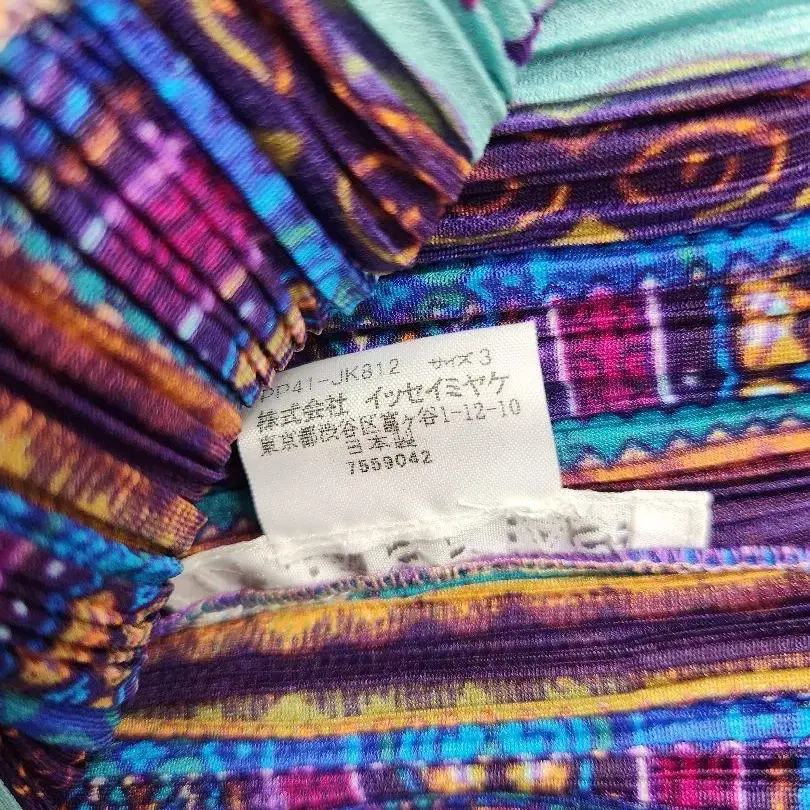 PP41-JK812 サイズ 3
株式会社 イッセイミヤケ
東京都渋谷区富ヶ谷1-12-10
日本製
7559042